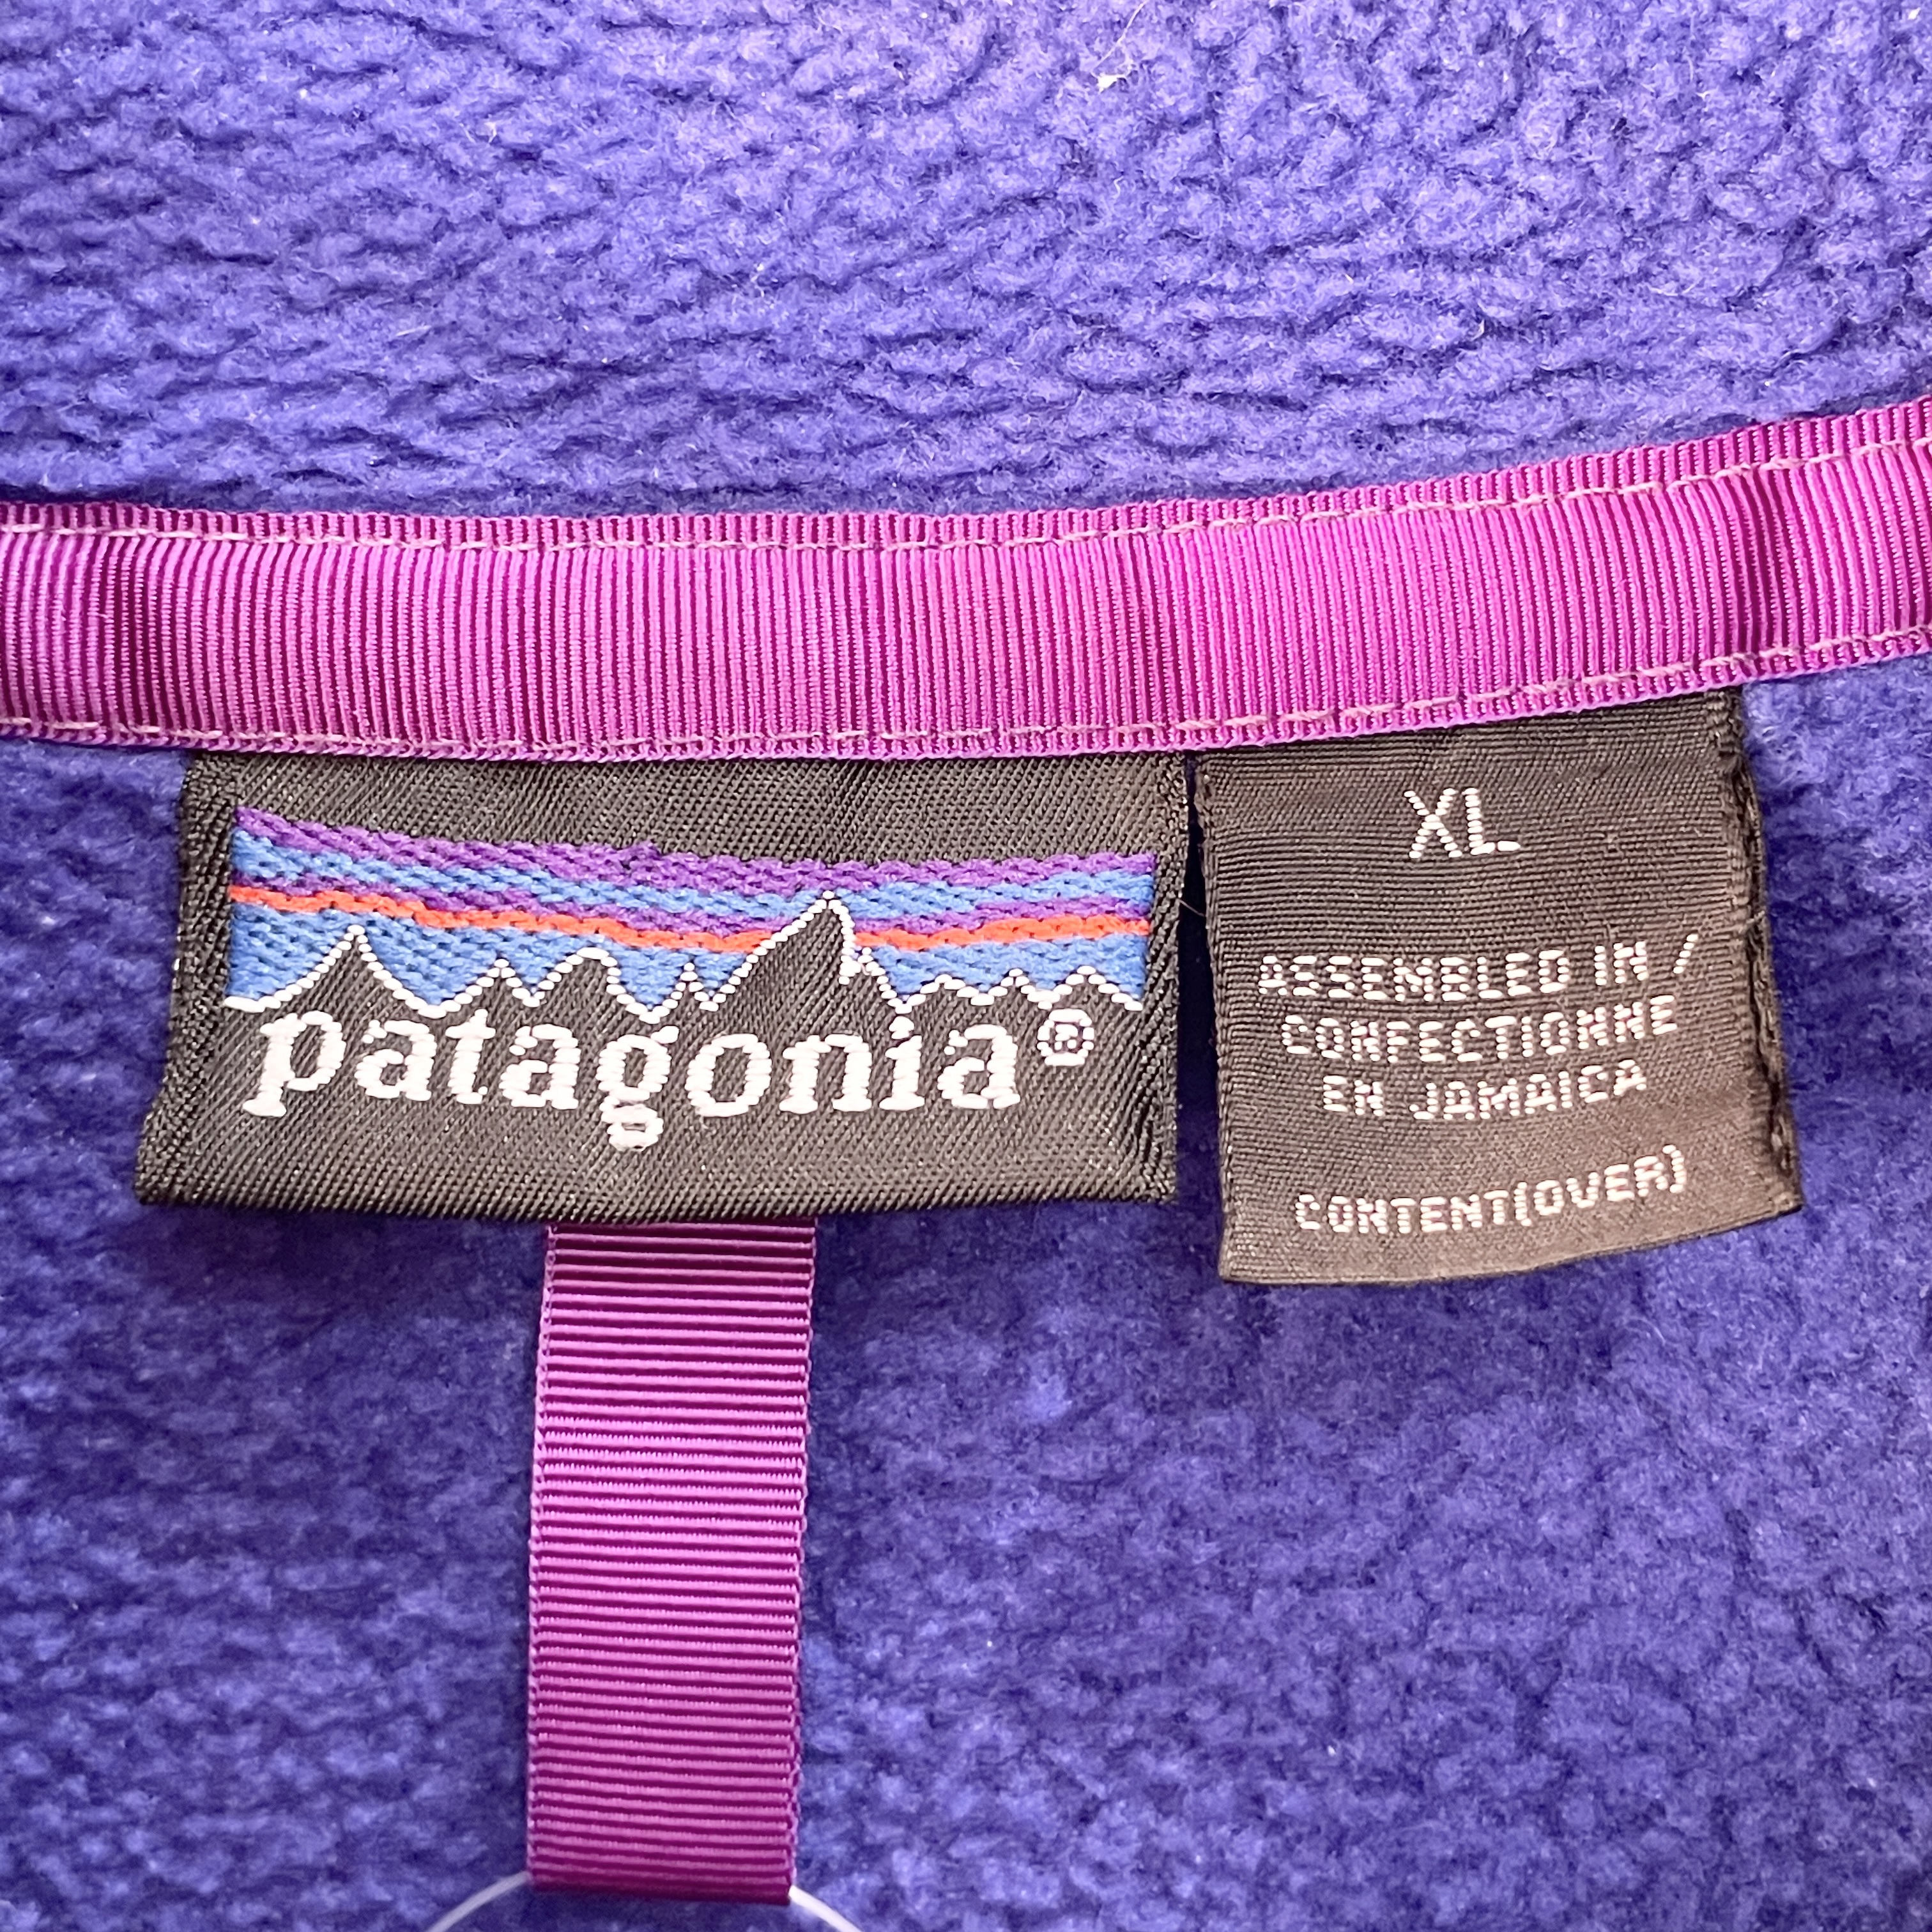 patagonia®
XL
ASSEMBLED IN /
CONFECTIONNE
EN JAMAICA
CONTENT(OVER)